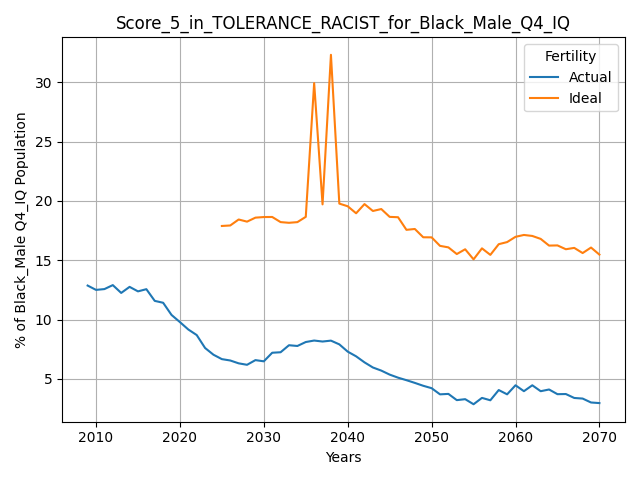 Score_5_in_TOLERANCE_RACIST_for_Black_Male_Q4_IQ
Fertility
Actual
Ideal
% of Black_Male Q4_IQ Population
30
25
20
15
10
5
2010 2020 2030 2040 2050 2060 2070
Years